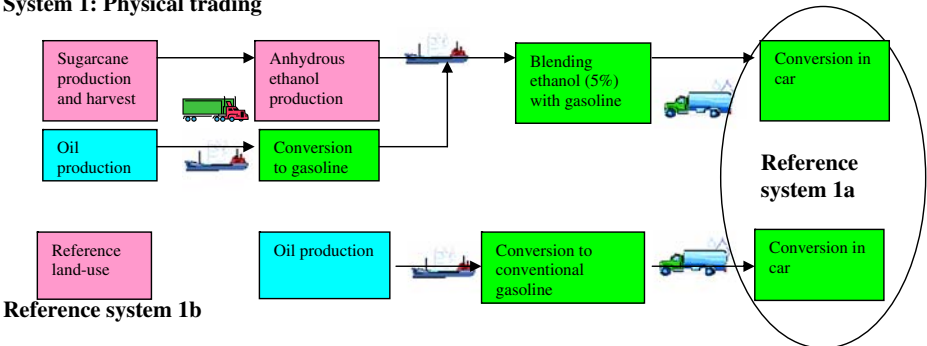 System 1: Physical trading
Sugarcane
production
and harvest
Anhydrous
ethanol
production
Blending
ethanol (5%)
with gasoline
Conversion in
car
Oil
production
Conversion
to gasoline
Reference
system 1a
Reference
land-use
Oil production
Conversion to
conventional
gasoline
Conversion in
car
Reference system 1b